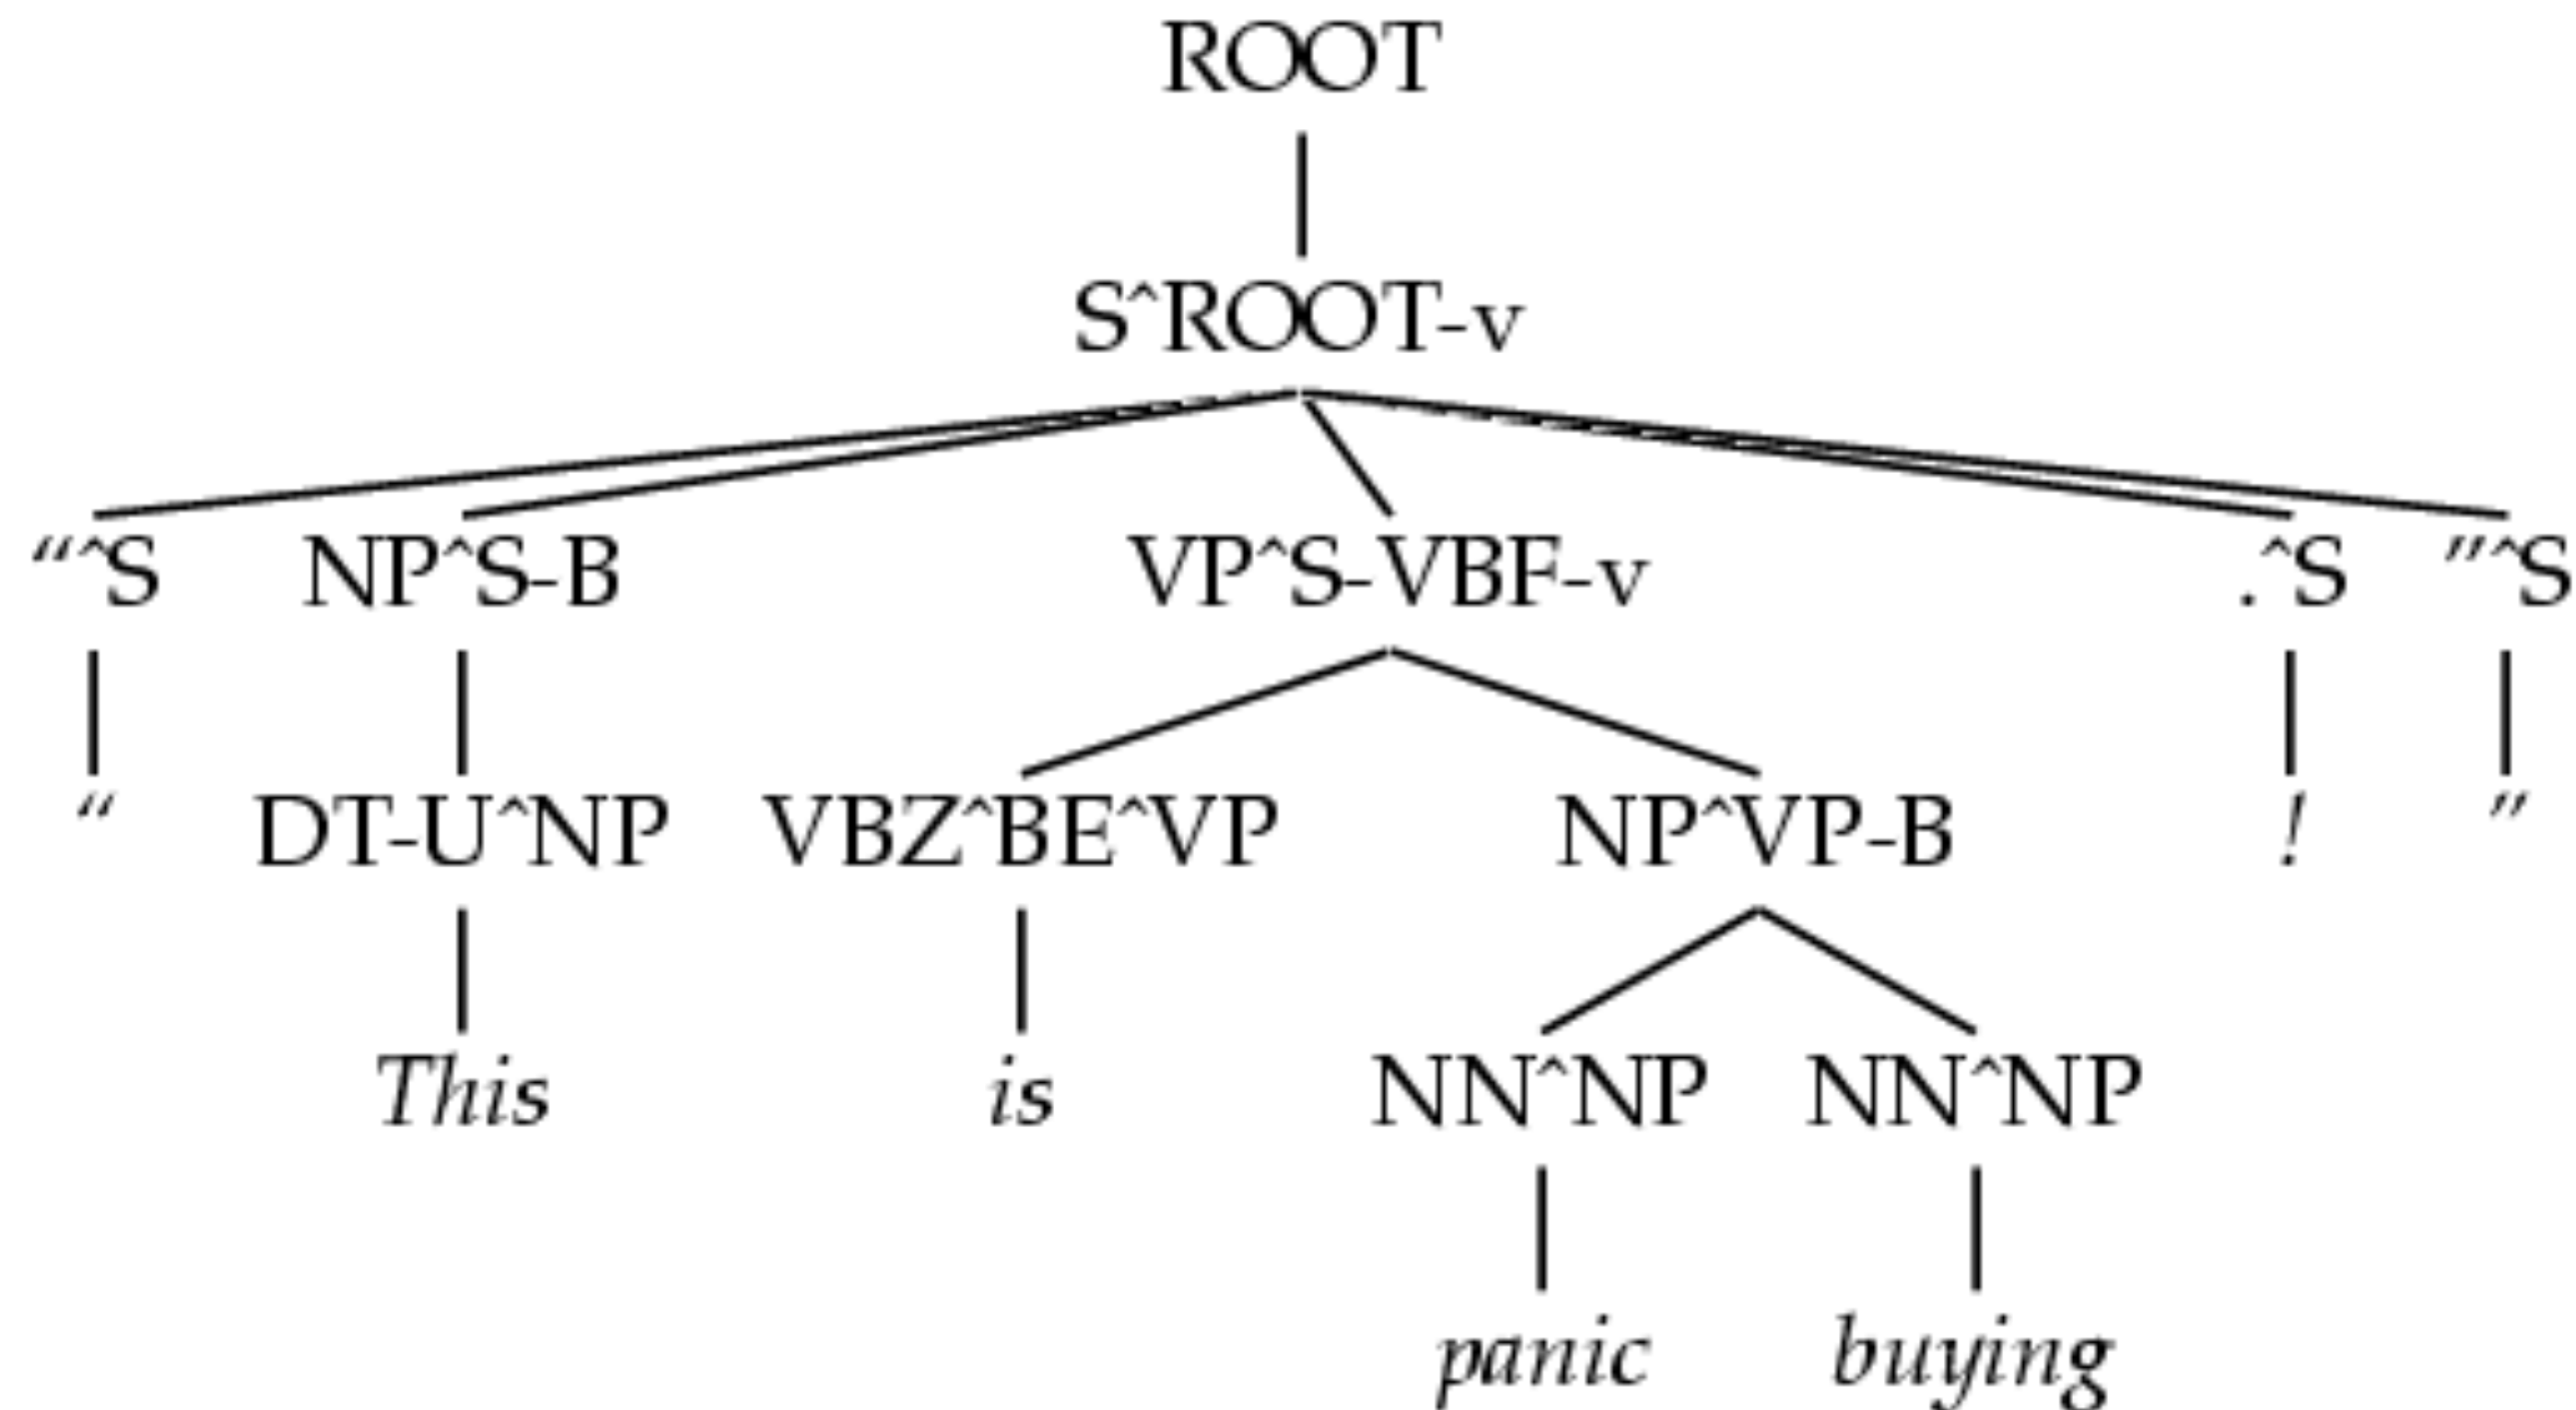 ROOT
S^ROOT-v
“^S NP^S-B VP^S-VBF-v .^S ”^S
“ DT-U^NP VBZ^BE^VP NP^VP-B ! ”
This is NN^NP NN^NP
panic buying